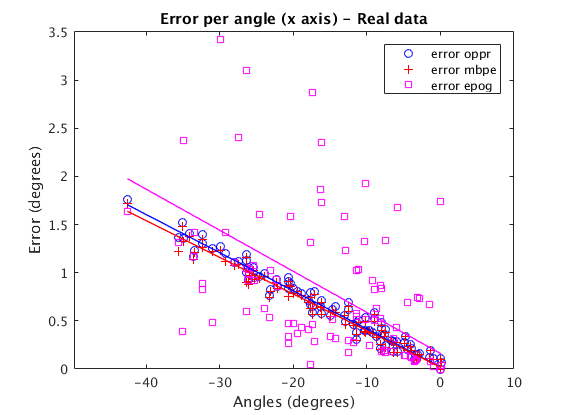 Error per angle (x axis) - Real data
error oppr
error mbpe
error epog
Error (degrees)
3.5
3
2.5
2
1.5
1
0.5
0
-40
-30
-20
-10
0
10
Angles (degrees)